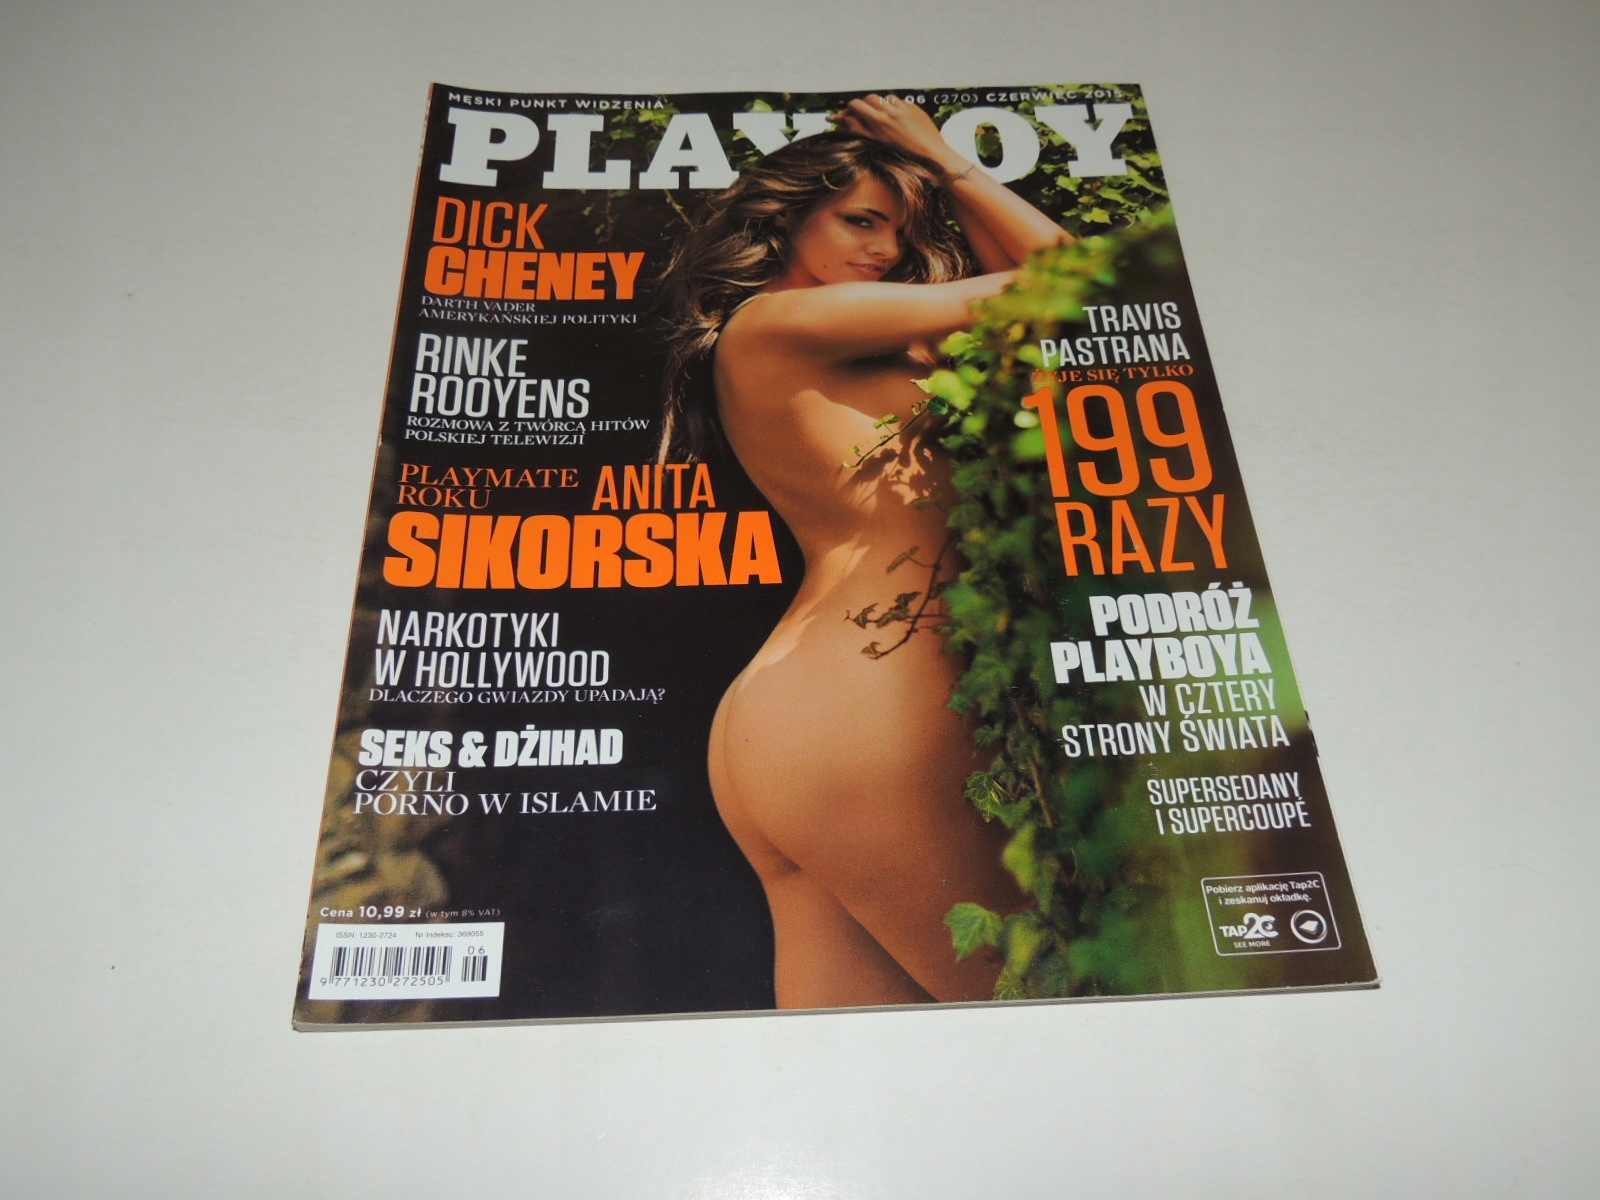 MĘSKI PUNKT WIDZENIA
Nr 06 (270) CZERWIEC 2015
PLAYBOY
DICK
CHENEY
DARTH VADER
AMERYKAŃSKIEJ POLITYKI
RINKE
ROOYENS
ROZMOWA Z TWÓRCĄ HITÓW
POLSKIEJ TELEWIZJI
PLAYMATE
ROKU
ANITA
SIKORSKA
NARKOTYKI
W HOLLYWOOD
DLACZEGO GWIAZDY UPADAJĄ?
SEKS & DŻIHAD
CZYLI
PORNO W ISLAMIE
TRAVIS
PASTRANA
ŻYJE SIĘ TYLKO
199
RAZY
PODRÓŻ
PLAYBOYA
W CZTERY
STRONY ŚWIATA
SUPERSEDANY
I SUPERCOUPÉ
Pobierz aplikację Tap2C
i zeskanuj okładkę.
TAP2C
SEE MORE
Cena 10,99 zł (w tym 8% VAT)
ISSN 1230-2724 Nr Indeksu: 369055
06
9 771230 272505